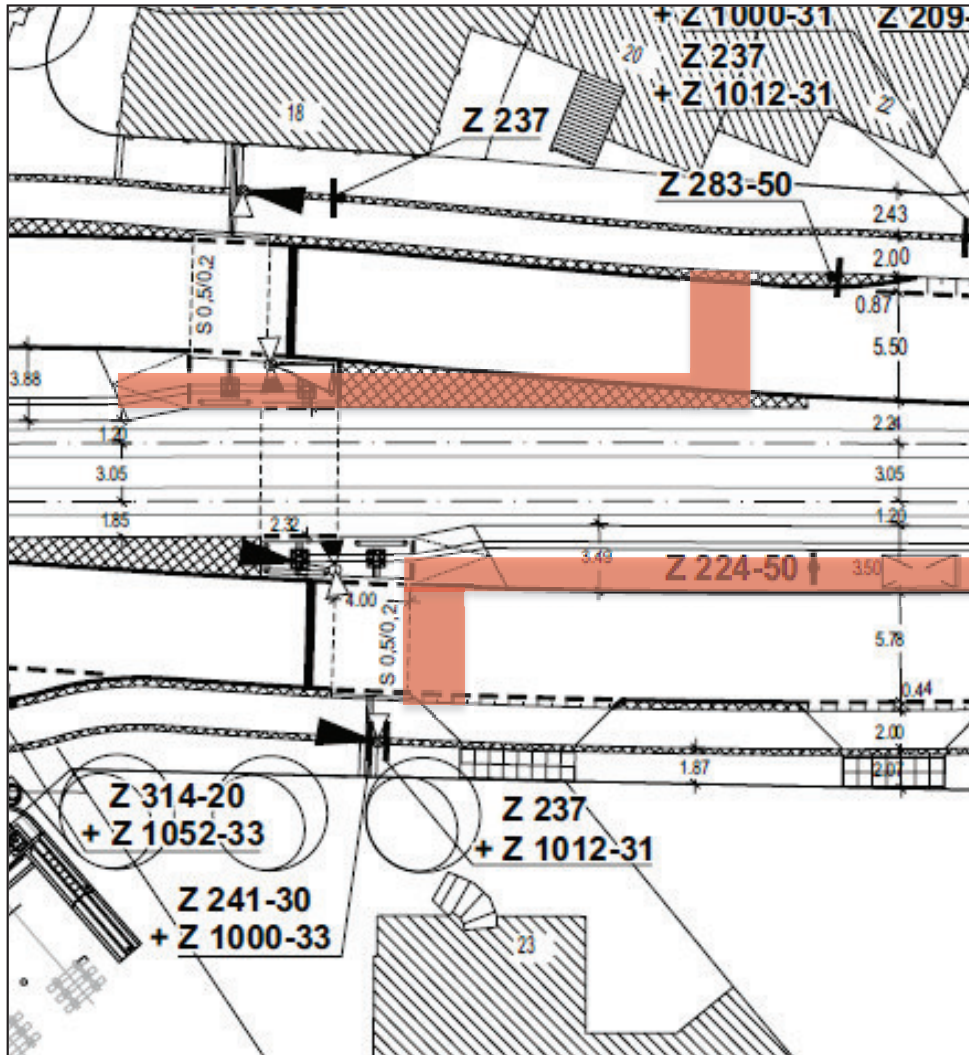 + Z 1000-31
Z 209-
Z 237
+ Z 1012-31
20
22
18
Z 237
Z 283-50
2.43
2.00
S 0,5/0,2
0.87
5.50
3.88
1.20
2.24
3.05
3.05
1.85
2.32
1.20
3.49
Z 224-50
3.50
4.00
S 0,5/0,2
5.78
0.44
2.00
1.87
2.07
Z 314-20
+ Z 1052-33
Z 237
+ Z 1012-31
Z 241-30
+ Z 1000-33
23